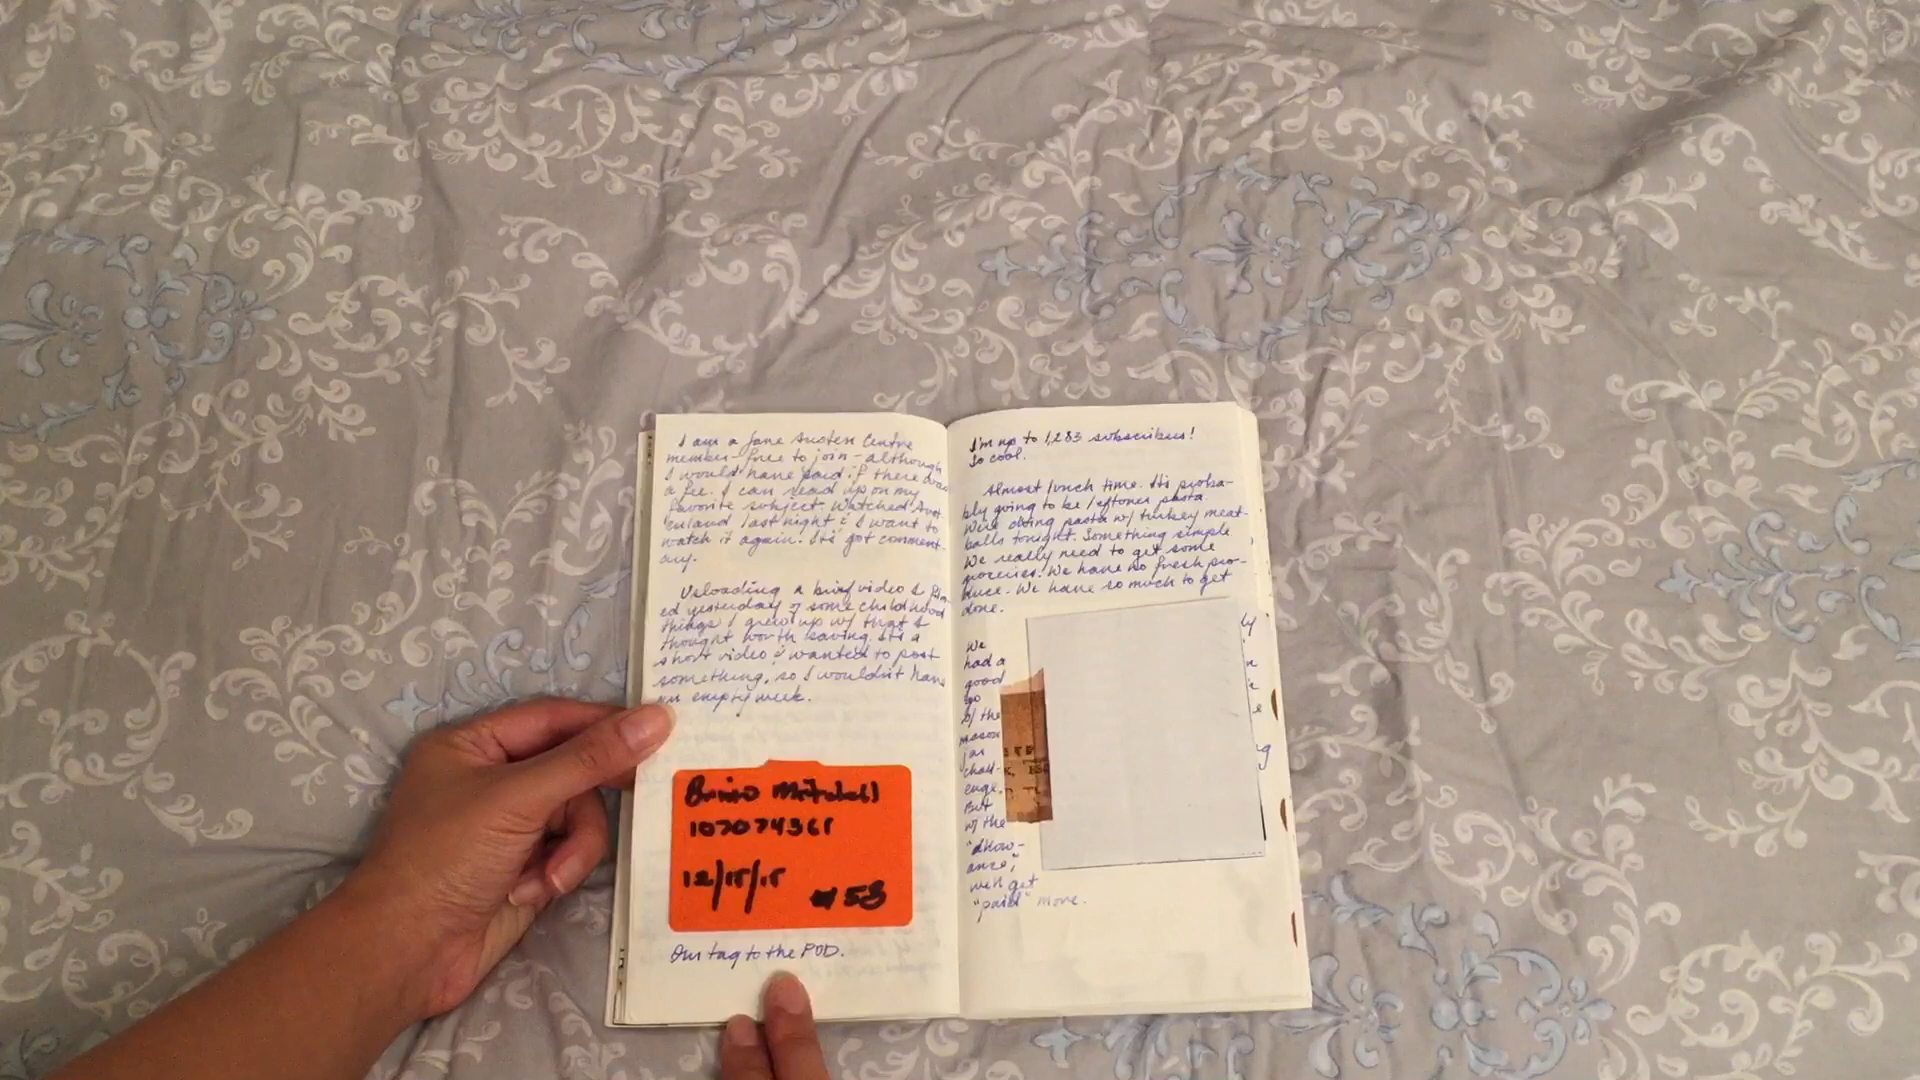 I am a Jane Austen Centre
member - free to join - although
I would have paid if there was
a fee. I can read up on my
favorite subject. Watched Aust-
enland last night & I want to
watch it again. It's got comment-
ary.
Uploading a brief video I film-
ed yesterday of some childhood
things I grew up w/ that I
thought worth saving. It's a
short video, I wanted to post
something, so I wouldn't have
an empty week.
107074361
12/15/15 #53
Our tag to the POD.
I'm up to 1,283 subscribers!
So cool.
Almost lunch time. It's proba-
bly going to be leftover pasta.
We're doing pasta w/ turkey meat-
balls tonight. Something simple.
We really need to get some
groceries. We have no fresh pro-
duce. We have so much to get
done.
We
had a
good
go
w/ the
mason
jar
chall-
enge.
But
w/ the
"allow-
ance,"
we'll get
"paid" more.